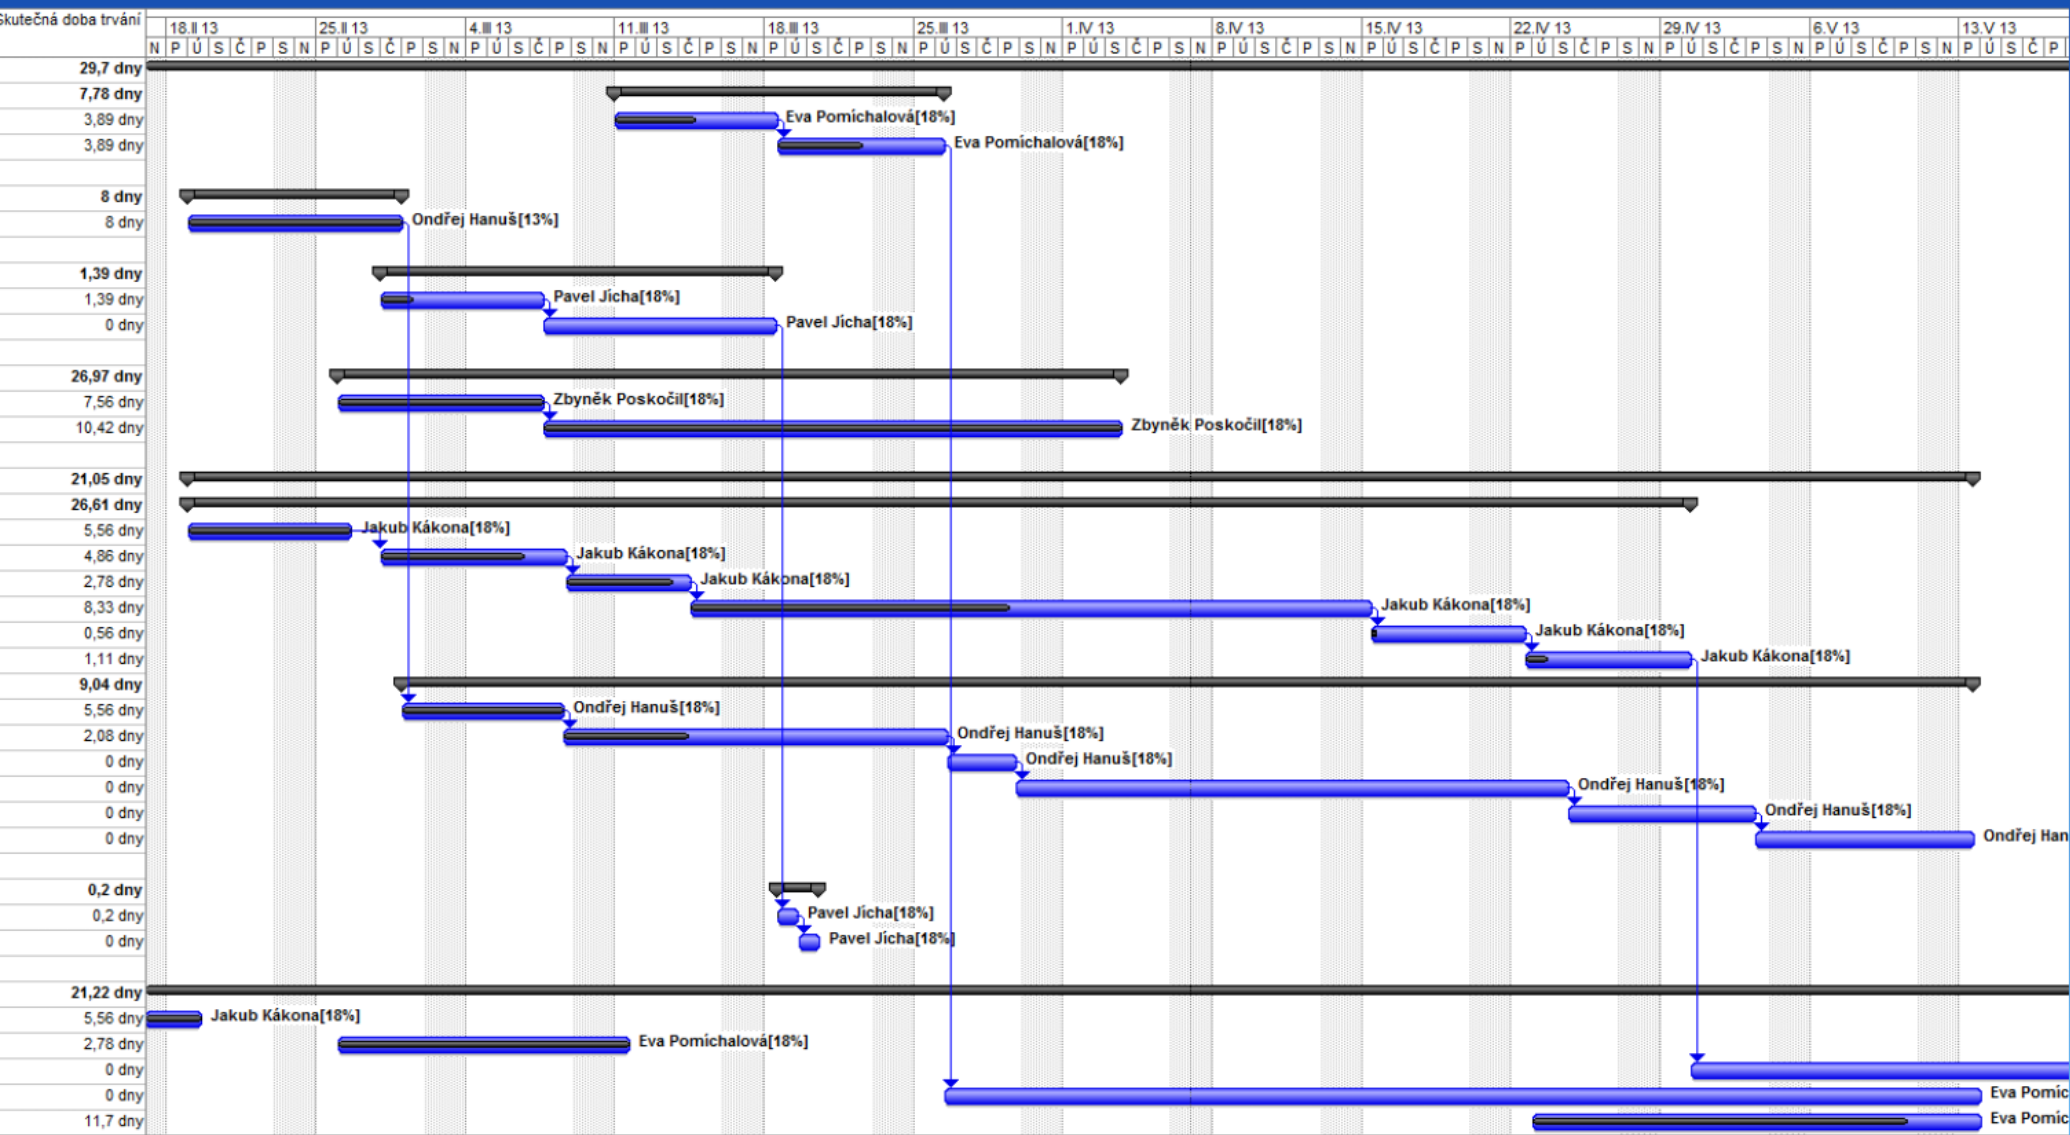 Skutečná doba trvání
18.II 13 25.II 13 4.III 13 11.III 13 18.III 13 25.III 13 1.IV 13 8.IV 13 15.IV 13 22.IV 13 29.IV 13 6.V 13 13.V 13
N P Ú S Č P S N P Ú S Č P S N P Ú S Č P S N P Ú S Č P S N P Ú S Č P S N P Ú S Č P S N P Ú S Č P S N P Ú S Č P S N P Ú S Č P S N P Ú S Č P S N P Ú S Č P S N P Ú S Č P S N P Ú S Č P
29,7 dny
7,78 dny
3,89 dny Eva Pomíchalová[18%]
3,89 dny Eva Pomíchalová[18%]
8 dny
8 dny Ondřej Hanuš[13%]
1,39 dny
1,39 dny Pavel Jícha[18%]
0 dny Pavel Jícha[18%]
26,97 dny
7,56 dny Zbyněk Poskočil[18%]
10,42 dny Zbyněk Poskočil[18%]
21,05 dny
26,61 dny
5,56 dny Jakub Kákona[18%]
4,86 dny Jakub Kákona[18%]
2,78 dny Jakub Kákona[18%]
8,33 dny Jakub Kákona[18%]
0,56 dny Jakub Kákona[18%]
1,11 dny Jakub Kákona[18%]
9,04 dny
5,56 dny Ondřej Hanuš[18%]
2,08 dny Ondřej Hanuš[18%]
0 dny Ondřej Hanuš[18%]
0 dny Ondřej Hanuš[18%]
0 dny Ondřej Hanuš[18%]
0 dny Ondřej Han
0,2 dny
0,2 dny Pavel Jícha[18%]
0 dny Pavel Jícha[18%]
21,22 dny
5,56 dny Jakub Kákona[18%]
2,78 dny Eva Pomíchalová[18%]
0 dny
0 dny Eva Pomíc
11,7 dny Eva Pomíc